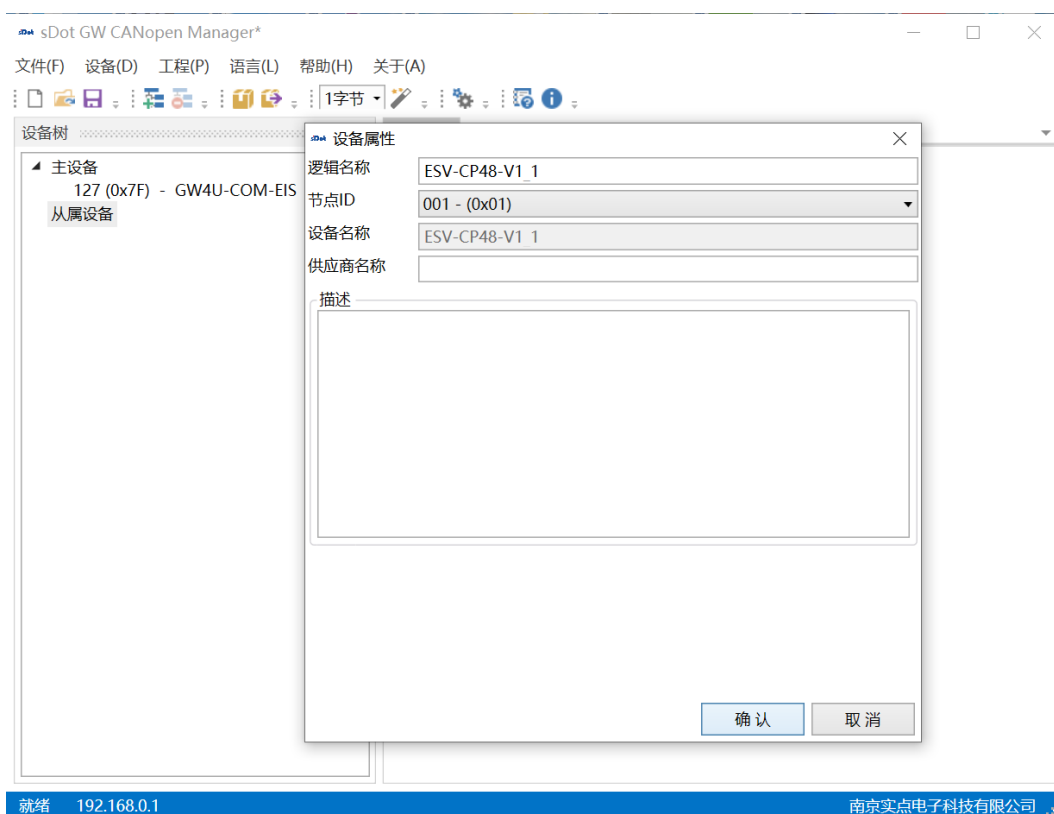 sDot sDot GW CANopen Manager*
文件(F) 设备(D) 工程(P) 语言(L) 帮助(H) 关于(A)
1字节
设备树
主设备
127 (0x7F) - GW4U-COM-EIS
从属设备
sDot 设备属性
逻辑名称 ESV-CP48-V1_1
节点ID 001 - (0x01)
设备名称 ESV-CP48-V1_1
供应商名称
描述
确认 取消
就绪 192.168.0.1 南京实点电子科技有限公司